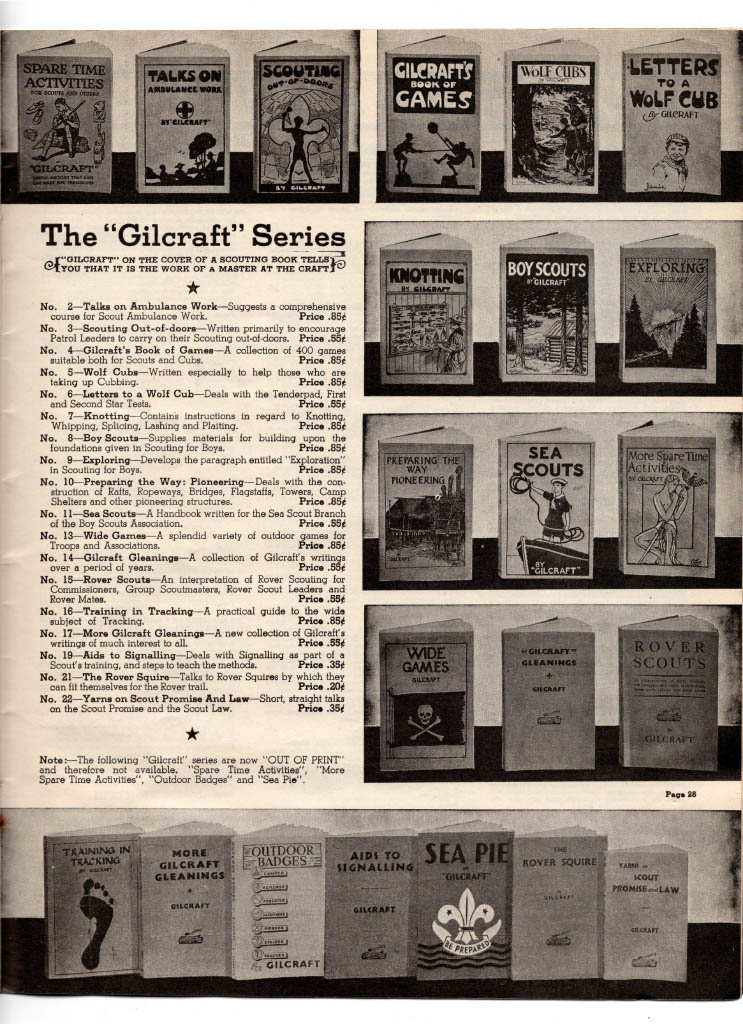 SPARE TIME
ACTIVITIES
FOR SCOUTS AND OTHERS
"GILCRAFT"
TALKS ON
AMBULANCE WORK
BY "GILCRAFT"
SCOUTING
OUT-OF-DOORS
BY GILCRAFT
GILCRAFT'S
BOOK OF
GAMES
WOLF CUBS
BY GILCRAFT
LETTERS
TO A
WOLF CUB
By GILCRAFT
The "Gilcraft" Series
"GILCRAFT" ON THE COVER OF A SCOUTING BOOK TELLS
YOU THAT IT IS THE WORK OF A MASTER AT THE CRAFT
No. 2—Talks on Ambulance Work—Suggests a comprehensive
course for Scout Ambulance Work. Price .85¢
No. 3—Scouting Out-of-doors—Written primarily to encourage
Patrol Leaders to carry on their Scouting out-of-doors. Price .55¢
No. 4—Gilcraft's Book of Games—A collection of 400 games
suitable both for Scouts and Cubs. Price .85¢
No. 5—Wolf Cubs—Written especially to help those who are
taking up Cubbing. Price .85¢
No. 6—Letters to a Wolf Cub—Deals with the Tenderpad, First
and Second Star Tests. Price .55¢
No. 7—Knotting—Contains instructions in regard to Knotting,
Whipping, Splicing, Lashing and Plaiting. Price .85¢
No. 8—Boy Scouts—Supplies materials for building upon the
foundations given in Scouting for Boys. Price .85¢
No. 9—Exploring—Develops the paragraph entitled "Exploration"
in Scouting for Boys. Price .85¢
No. 10—Preparing the Way: Pioneering—Deals with the con-
struction of Rafts, Ropeways, Bridges, Flagstaffs, Towers, Camp
Shelters and other pioneering structures. Price .85¢
No. 11—Sea Scouts—A Handbook written for the Sea Scout Branch
of the Boy Scouts Association. Price .55¢
No. 13—Wide Games—A splendid variety of outdoor games for
Troops and Associations. Price .85¢
No. 14—Gilcraft Gleanings—A collection of Gilcraft's writings
over a period of years. Price .55¢
No. 15—Rover Scouts—An interpretation of Rover Scouting for
Commissioners, Group Scoutmasters, Rover Scout Leaders and
Rover Mates. Price .55¢
No. 16—Training in Tracking—A practical guide to the wide
subject of Tracking. Price .85¢
No. 17—More Gilcraft Gleanings—A new collection of Gilcraft's
writings of much interest to all. Price .55¢
No. 19—Aids to Signalling—Deals with Signalling as part of a
Scout's training, and steps to teach the methods. Price .35¢
No. 21—The Rover Squire—Talks to Rover Squires by which they
can fit themselves for the Rover trail. Price .20¢
No. 22—Yarns on Scout Promise And Law—Short, straight talks
on the Scout Promise and the Scout Law. Price .35¢
Note:—The following "Gilcraft" series are now "OUT OF PRINT"
and therefore not available. "Spare Time Activities", "More
Spare Time Activities", "Outdoor Badges" and "Sea Pie".
KNOTTING
BY GILCRAFT
BOY SCOUTS
BY "GILCRAFT"
EXPLORING
BY GILCRAFT
PREPARING THE
WAY
PIONEERING
GILCRAFT
SEA
SCOUTS
BY
"GILCRAFT"
More Spare Time
Activities
BY GILCRAFT
WIDE
GAMES
GILCRAFT
"GILCRAFT"
GLEANINGS
GILCRAFT
ROVER
SCOUTS
By
GILCRAFT
Page 25
TRAINING IN
TRACKING
BY GILCRAFT
MORE
GILCRAFT
GLEANINGS
GILCRAFT
OUTDOOR
BADGES
CAMPER
EXPLORER
FORESTER
PATHFINDER
PIONEER
STALKER
TRACKER
By GILCRAFT
AIDS TO
SIGNALLING
GILCRAFT
SEA PIE
BY
"GILCRAFT"
BE PREPARED
THE
ROVER SQUIRE
GILCRAFT
YARNS on
SCOUT
PROMISE and LAW
GILCRAFT